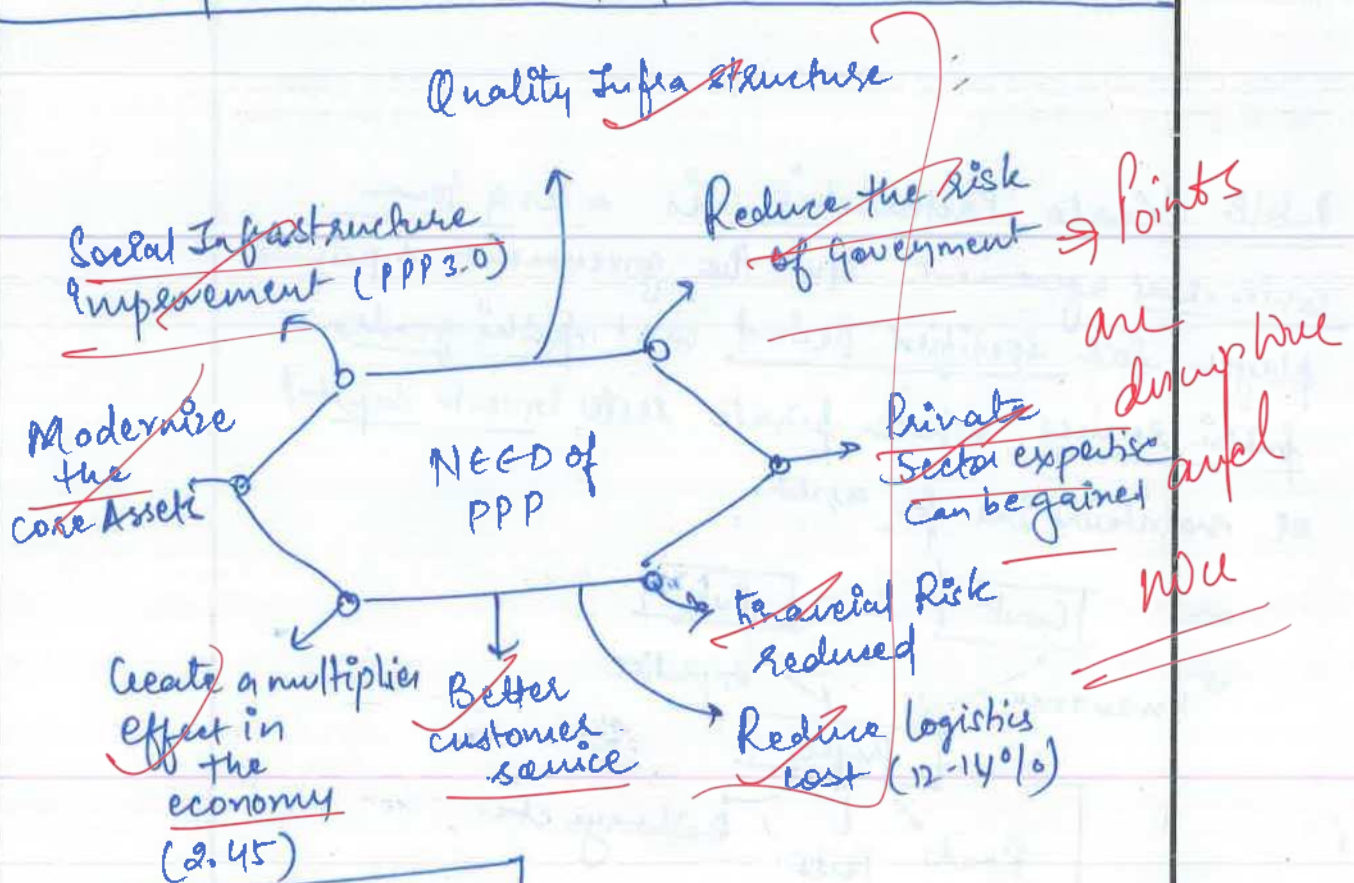 Quality Infra structure
Social Infrastructure
improvement (PPP 3.0)
Reduce the risk
of Government
⇒ Points
are
descriptive
and
nice
Modernize
the
core Assets
NEED of
PPP
Private
Sector expertise
can be gained
Financial Risk
reduced
Create a multiplier
effect in
the
economy
(2.45)
Better
customer
service
Reduce logistics
cost (12-14%)